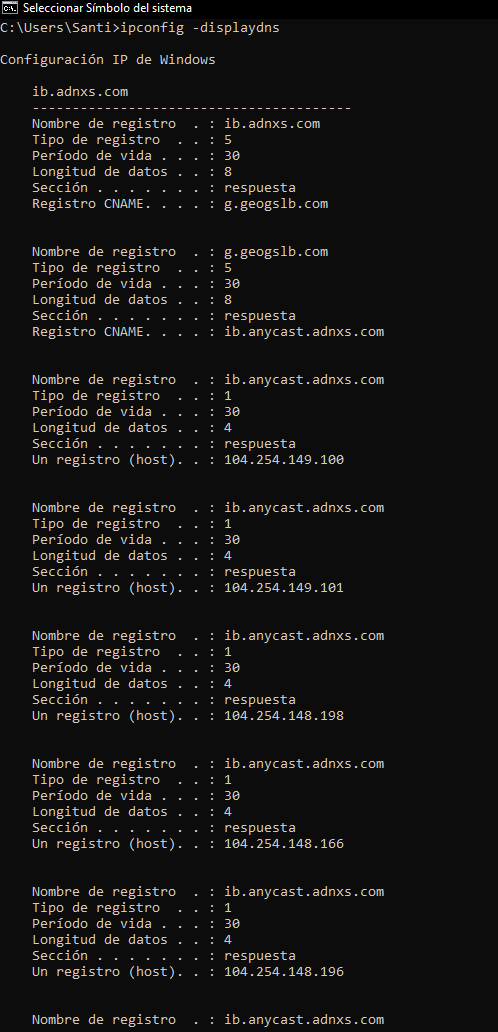 Seleccionar Símbolo del sistema
C:\Users\Santi>ipconfig -displaydns
Configuración IP de Windows
ib.adnxs.com
----------------------------------------
Nombre de registro  . : ib.adnxs.com
Tipo de registro  . . : 5
Período de vida . . . : 30
Longitud de datos . . : 8
Sección . . . . . . . : respuesta
Registro CNAME. . . . : g.geogslb.com
Nombre de registro  . : g.geogslb.com
Tipo de registro  . . : 5
Período de vida . . . : 30
Longitud de datos . . : 8
Sección . . . . . . . : respuesta
Registro CNAME. . . . : ib.anycast.adnxs.com
Nombre de registro  . : ib.anycast.adnxs.com
Tipo de registro  . . : 1
Período de vida . . . : 30
Longitud de datos . . : 4
Sección . . . . . . . : respuesta
Un registro (host). . : 104.254.149.100
Nombre de registro  . : ib.anycast.adnxs.com
Tipo de registro  . . : 1
Período de vida . . . : 30
Longitud de datos . . : 4
Sección . . . . . . . : respuesta
Un registro (host). . : 104.254.149.101
Nombre de registro  . : ib.anycast.adnxs.com
Tipo de registro  . . : 1
Período de vida . . . : 30
Longitud de datos . . : 4
Sección . . . . . . . : respuesta
Un registro (host). . : 104.254.148.198
Nombre de registro  . : ib.anycast.adnxs.com
Tipo de registro  . . : 1
Período de vida . . . : 30
Longitud de datos . . : 4
Sección . . . . . . . : respuesta
Un registro (host). . : 104.254.148.166
Nombre de registro  . : ib.anycast.adnxs.com
Tipo de registro  . . : 1
Período de vida . . . : 30
Longitud de datos . . : 4
Sección . . . . . . . : respuesta
Un registro (host). . : 104.254.148.196
Nombre de registro  . : ib.anycast.adnxs.com